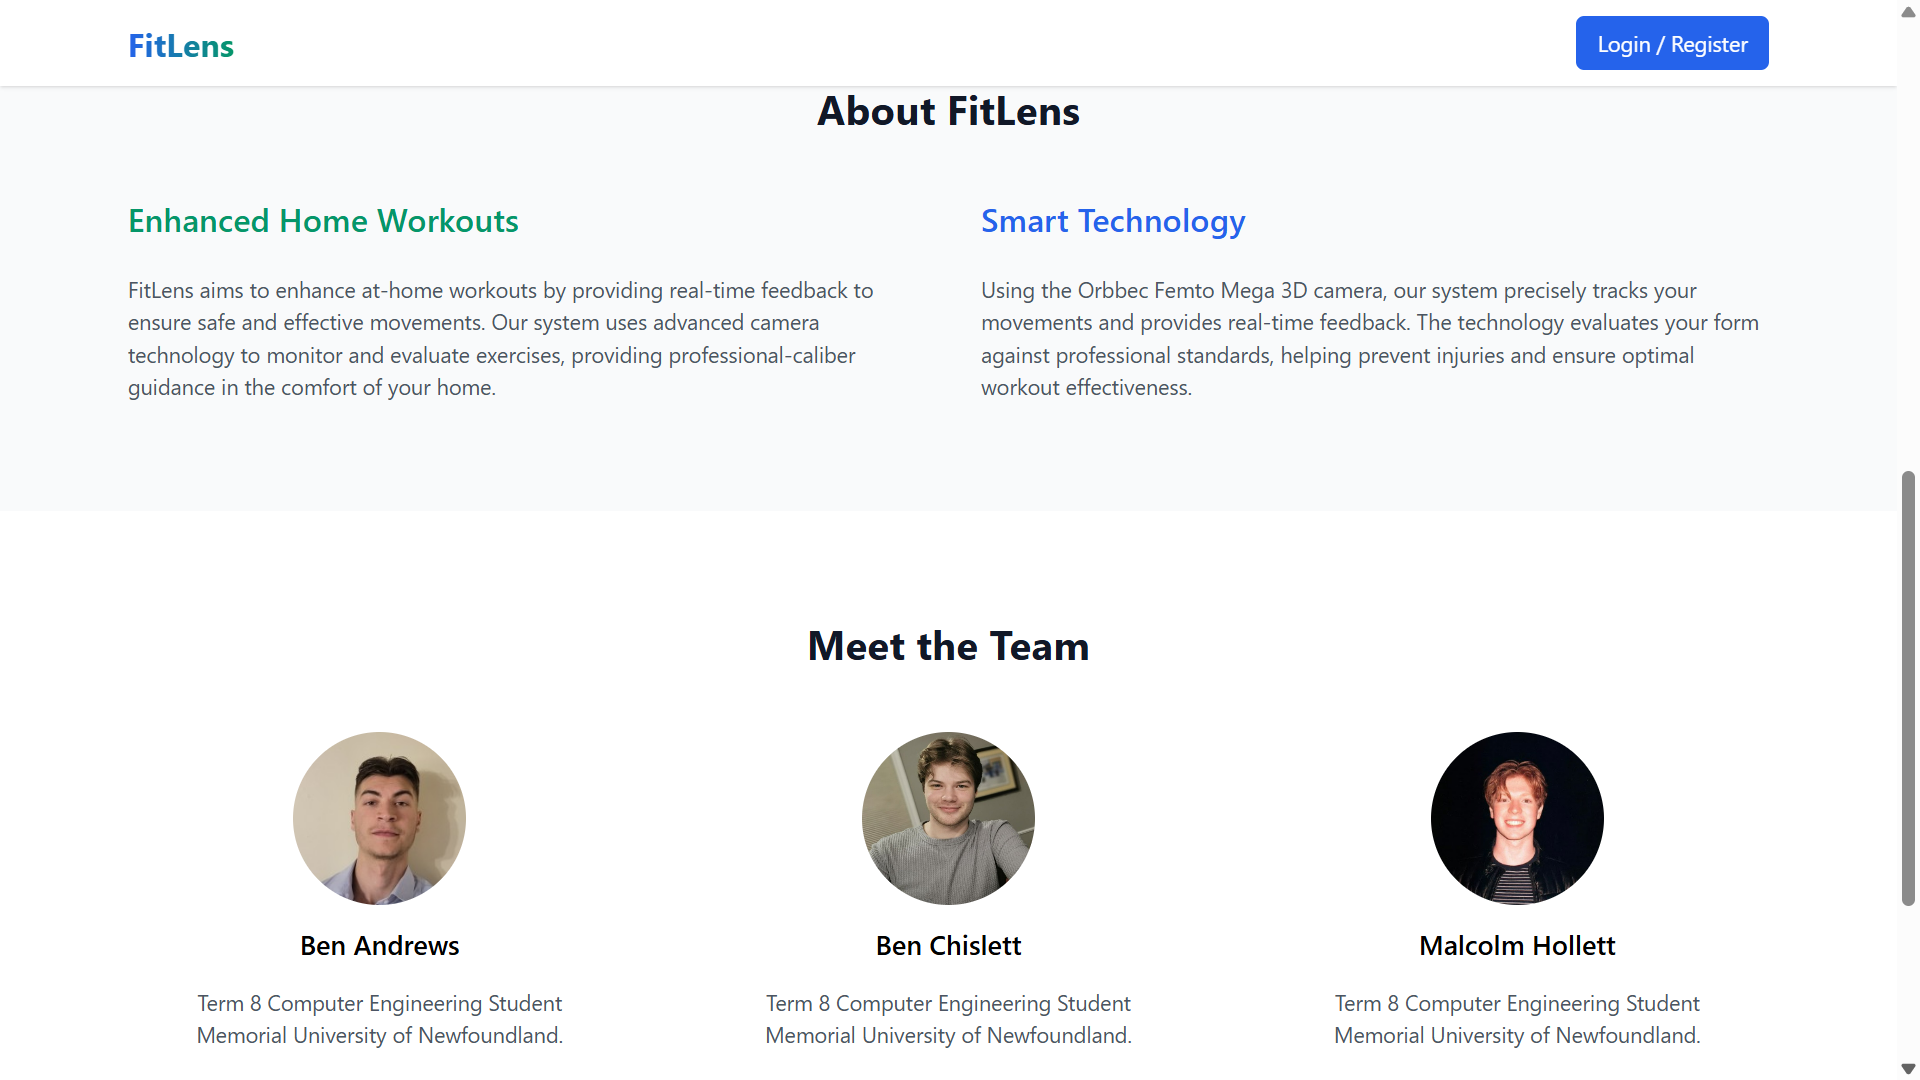 FitLens
Login / Register
About FitLens
Enhanced Home Workouts
FitLens aims to enhance at-home workouts by providing real-time feedback to
ensure safe and effective movements. Our system uses advanced camera
technology to monitor and evaluate exercises, providing professional-caliber
guidance in the comfort of your home.
Smart Technology
Using the Orbbec Femto Mega 3D camera, our system precisely tracks your
movements and provides real-time feedback. The technology evaluates your form
against professional standards, helping prevent injuries and ensure optimal
workout effectiveness.
Meet the Team
Ben Andrews
Term 8 Computer Engineering Student
Memorial University of Newfoundland.
Ben Chislett
Term 8 Computer Engineering Student
Memorial University of Newfoundland.
Malcolm Hollett
Term 8 Computer Engineering Student
Memorial University of Newfoundland.